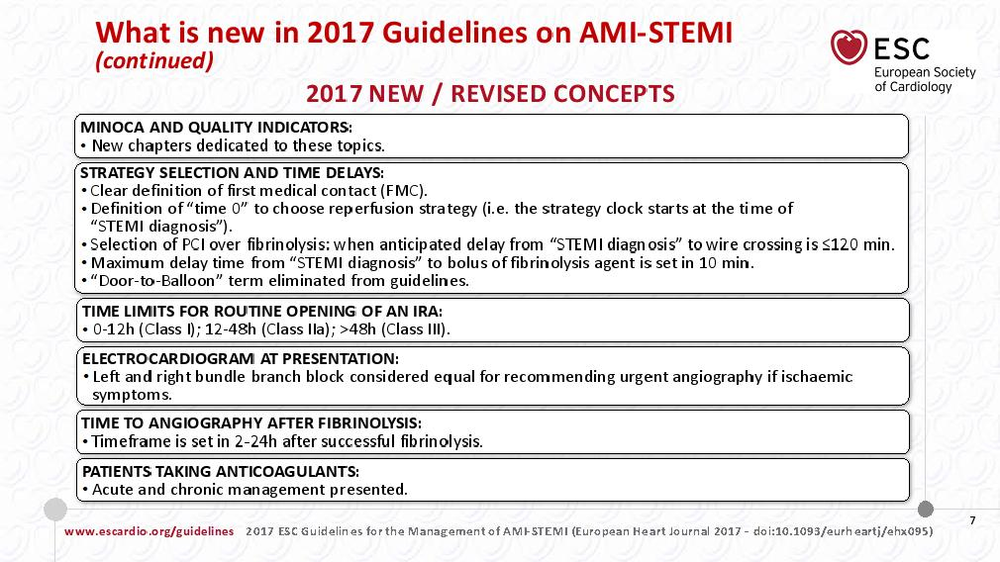 What is new in 2017 Guidelines on AMI-STEMI
(continued)
ESC
European Society
of Cardiology
2017 NEW / REVISED CONCEPTS
MINOCA AND QUALITY INDICATORS:
• New chapters dedicated to these topics.
STRATEGY SELECTION AND TIME DELAYS:
• Clear definition of first medical contact (FMC).
• Definition of “time 0” to choose reperfusion strategy (i.e. the strategy clock starts at the time of
“STEMI diagnosis”).
• Selection of PCI over fibrinolysis: when anticipated delay from “STEMI diagnosis” to wire crossing is ≤120 min.
• Maximum delay time from “STEMI diagnosis” to bolus of fibrinolysis agent is set in 10 min.
• “Door-to-Balloon” term eliminated from guidelines.
TIME LIMITS FOR ROUTINE OPENING OF AN IRA:
• 0-12h (Class I); 12-48h (Class IIa); >48h (Class III).
ELECTROCARDIOGRAM AT PRESENTATION:
• Left and right bundle branch block considered equal for recommending urgent angiography if ischaemic
symptoms.
TIME TO ANGIOGRAPHY AFTER FIBRINOLYSIS:
• Timeframe is set in 2-24h after successful fibrinolysis.
PATIENTS TAKING ANTICOAGULANTS:
• Acute and chronic management presented.
7
www.escardio.org/guidelines 2017 ESC Guidelines for the Management of AMI-STEMI (European Heart Journal 2017 - doi:10.1093/eurheartj/ehx095)